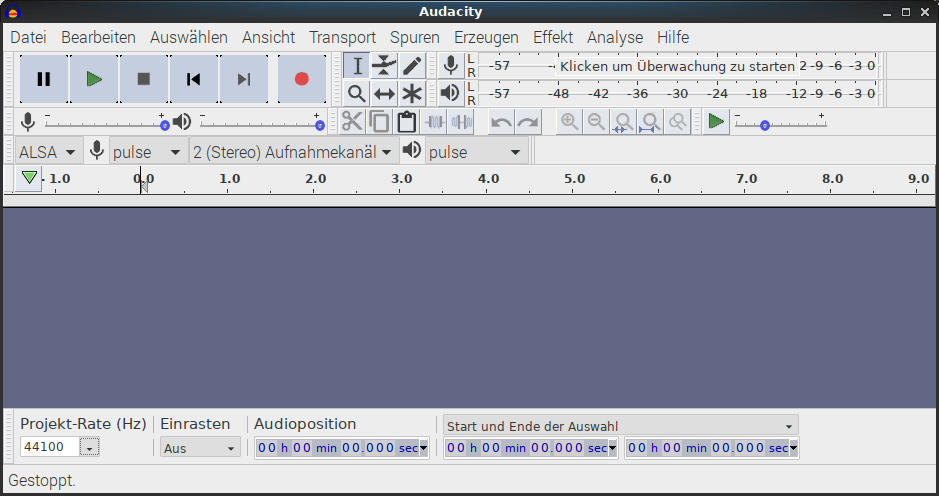 Audacity
Datei Bearbeiten Auswählen Ansicht Transport Spuren Erzeugen Effekt Analyse Hilfe
L R -57 - Klicken um Überwachung zu starten 2 -9 -6 -3 0
L R -57 -48 -42 -36 -30 -24 -18 -12 -9 -6 -3 0
- + - + - +
ALSA pulse 2 (Stereo) Aufnahmekanäl pulse
- 1.0 0.0 1.0 2.0 3.0 4.0 5.0 6.0 7.0 8.0 9.0
Projekt-Rate (Hz) Einrasten Audioposition Start und Ende der Auswahl
44100 Aus 00 h 00 min 00.000 sec 00 h 00 min 00.000 sec 00 h 00 min 00.000 sec
Gestoppt.